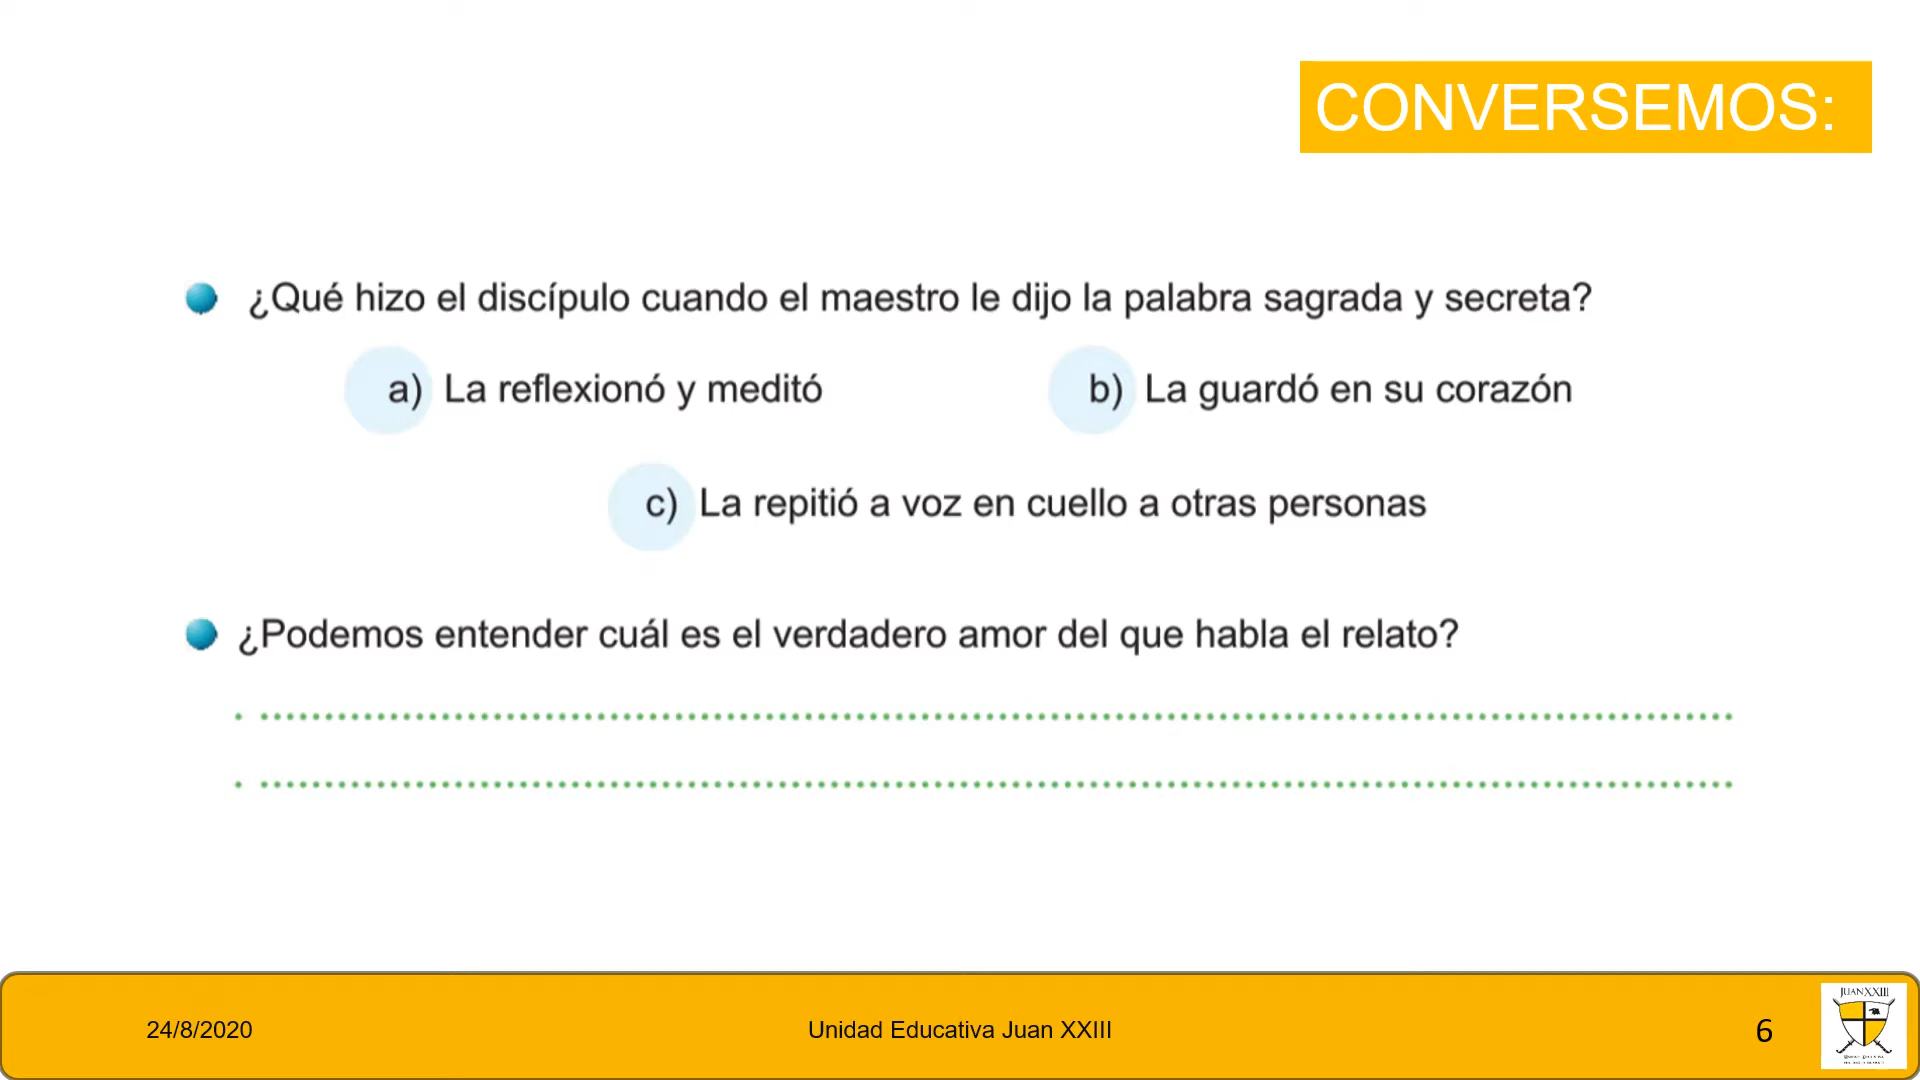 CONVERSEMOS:
¿Qué hizo el discípulo cuando el maestro le dijo la palabra sagrada y secreta?
a) La reflexionó y meditó
b) La guardó en su corazón
c) La repitió a voz en cuello a otras personas
¿Podemos entender cuál es el verdadero amor del que habla el relato?
24/8/2020
Unidad Educativa Juan XXIII
6
JUAN XXIII